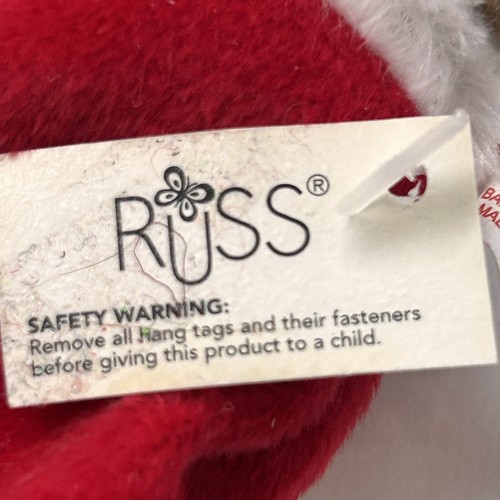 RUSS®
SAFETY WARNING:
Remove all hang tags and their fasteners
before giving this product to a child.